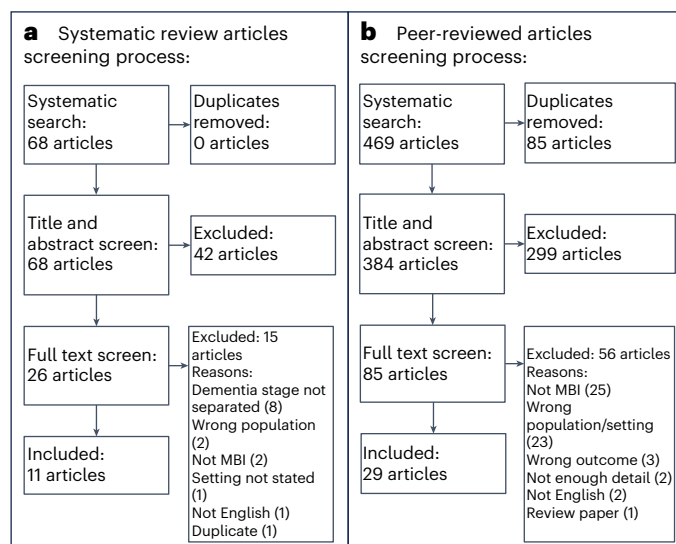 a Systematic review articles
screening process:
Systematic
search:
68 articles
Duplicates
removed:
0 articles
Title and
abstract screen:
68 articles
Excluded:
42 articles
Full text screen:
26 articles
Excluded: 15
articles
Reasons:
Dementia stage not
separated (8)
Wrong population
(2)
Not MBI (2)
Setting not stated
(1)
Not English (1)
Duplicate (1)
Included:
11 articles
b Peer-reviewed articles
screening process:
Systematic
search:
469 articles
Duplicates
removed:
85 articles
Title and
abstract screen:
384 articles
Excluded:
299 articles
Full text screen:
85 articles
Excluded: 56 articles
Reasons:
Not MBI (25)
Wrong
population/setting
(23)
Wrong outcome (3)
Not enough detail (2)
Not English (2)
Review paper (1)
Included:
29 articles